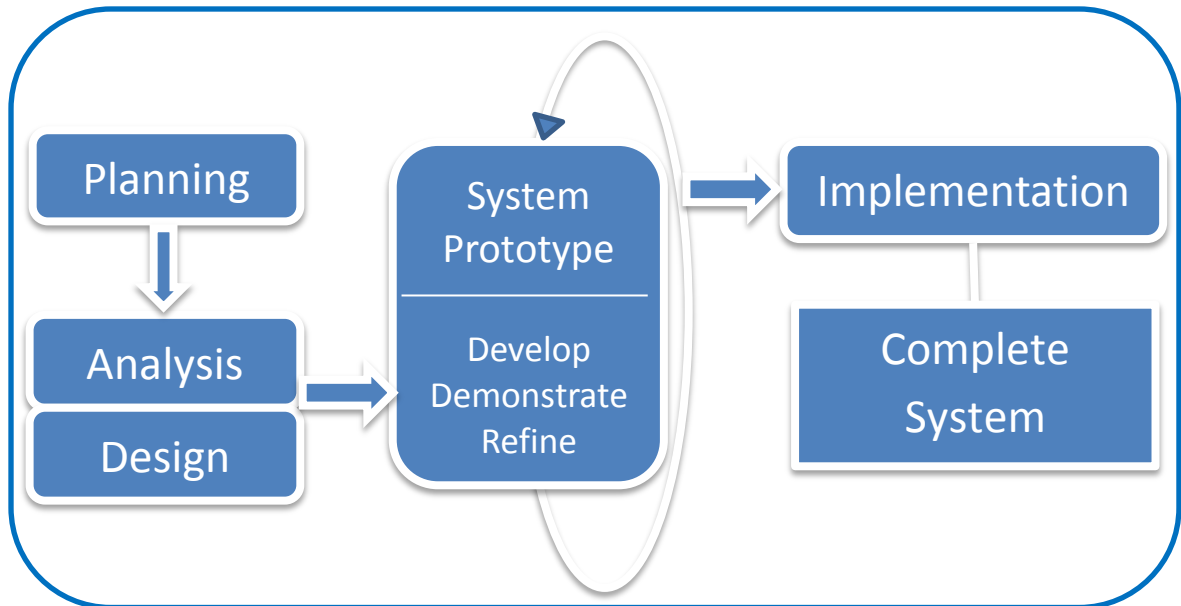 Planning
Analysis
Design
System
Prototype
Develop
Demonstrate
Refine
Implementation
Complete
System